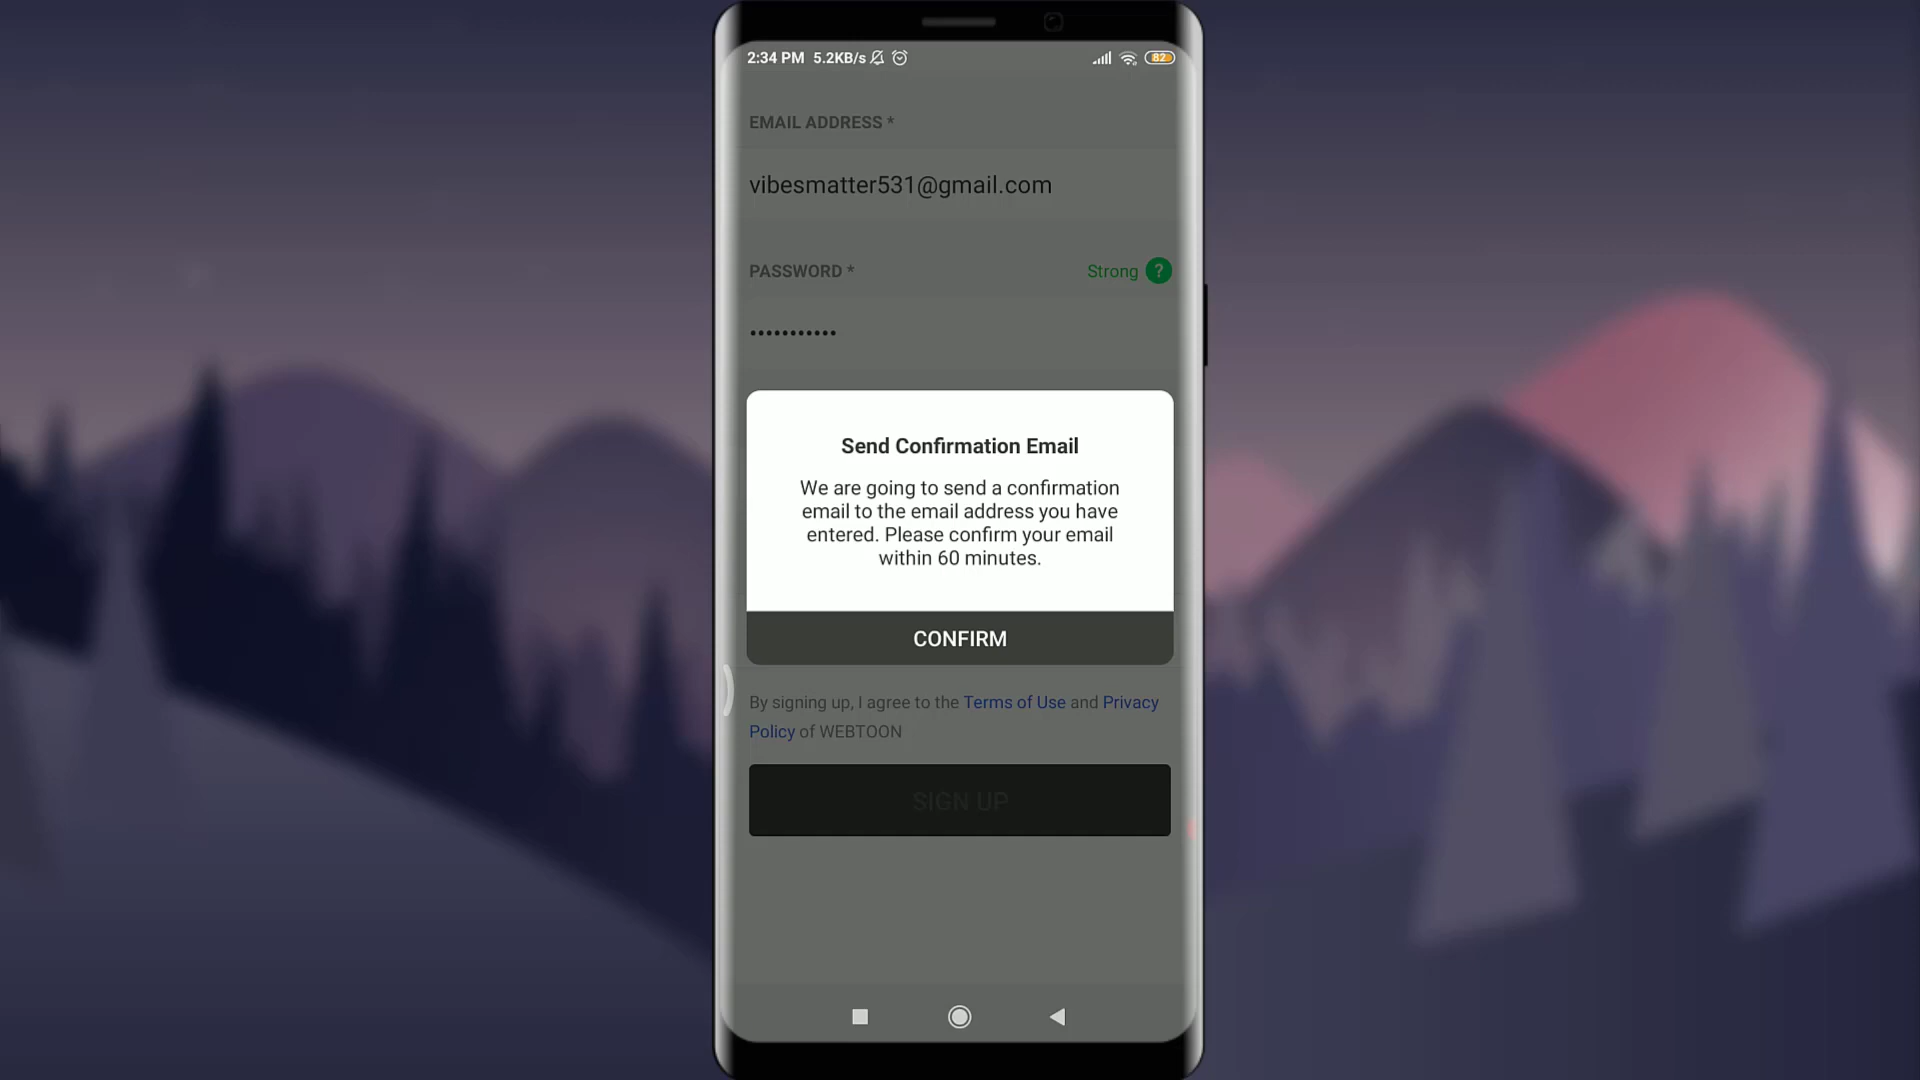 2:34 PM 5.2KB/s 82
EMAIL ADDRESS *
vibesmatter531@gmail.com
PASSWORD * Strong ?
•••••••••••
Send Confirmation Email
We are going to send a confirmation
email to the email address you have
entered. Please confirm your email
within 60 minutes.
CONFIRM
By signing up, I agree to the Terms of Use and Privacy
Policy of WEBTOON
SIGN UP